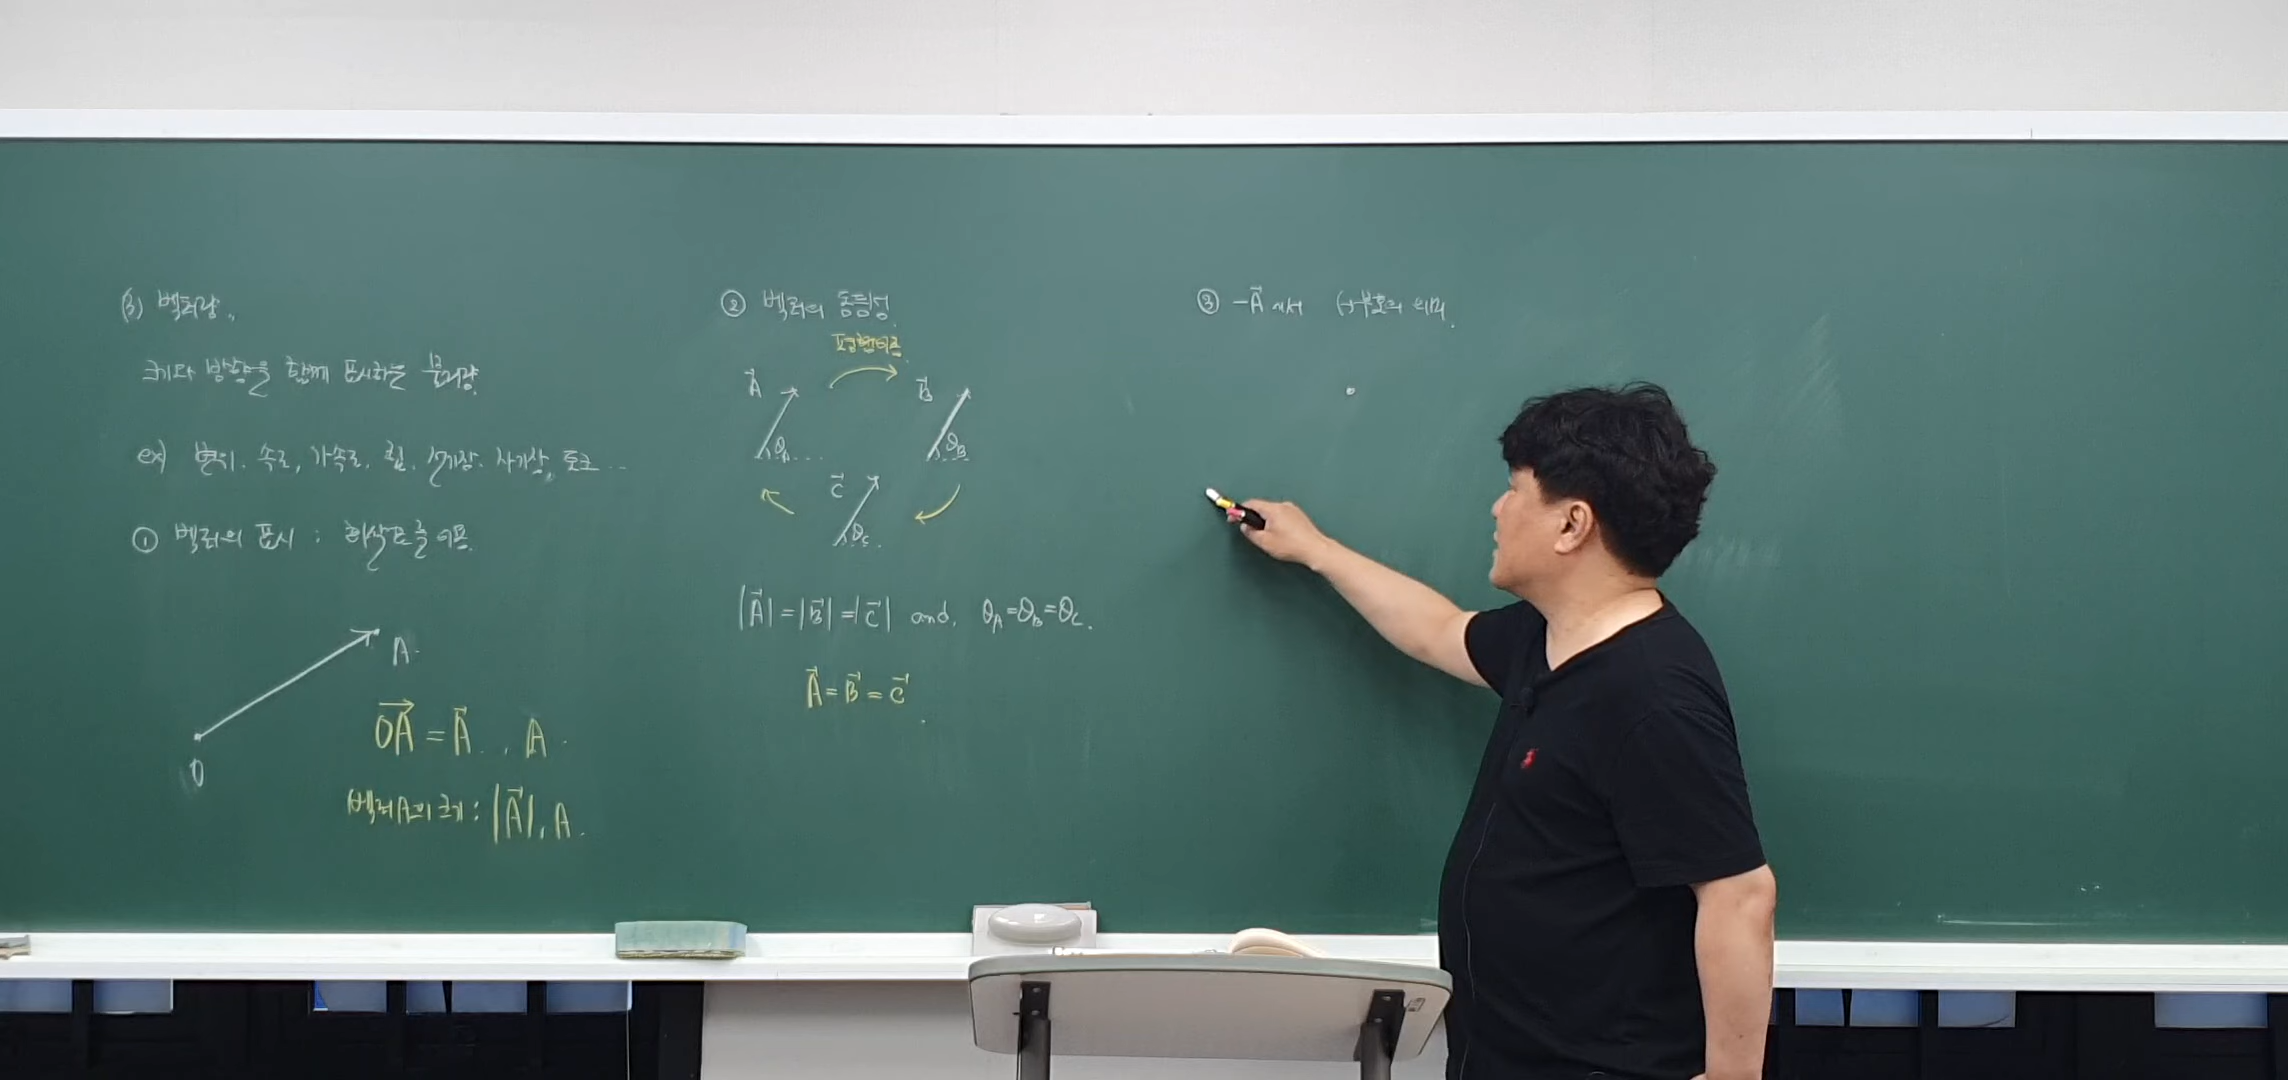 (3) 벡터량.
크기와 방향을 함께 표시하는 물리량.
ex) 변위, 속도, 가속도, 힘, 전기장, 자기장, 토크 ...
① 벡터의 표시 : 화살표를 이용.
A
O
OA⃗ = A⃗ , A
벡터 A의 크기 : |A⃗|, A.
② 벡터의 동등성.
평행이동
A⃗ B⃗
θA θB
C⃗
θC
|A⃗| = |B⃗| = |C⃗| and. θA = θB = θC.
A⃗ = B⃗ = C⃗
③ -A⃗ 에서 (-)부호의 의미.